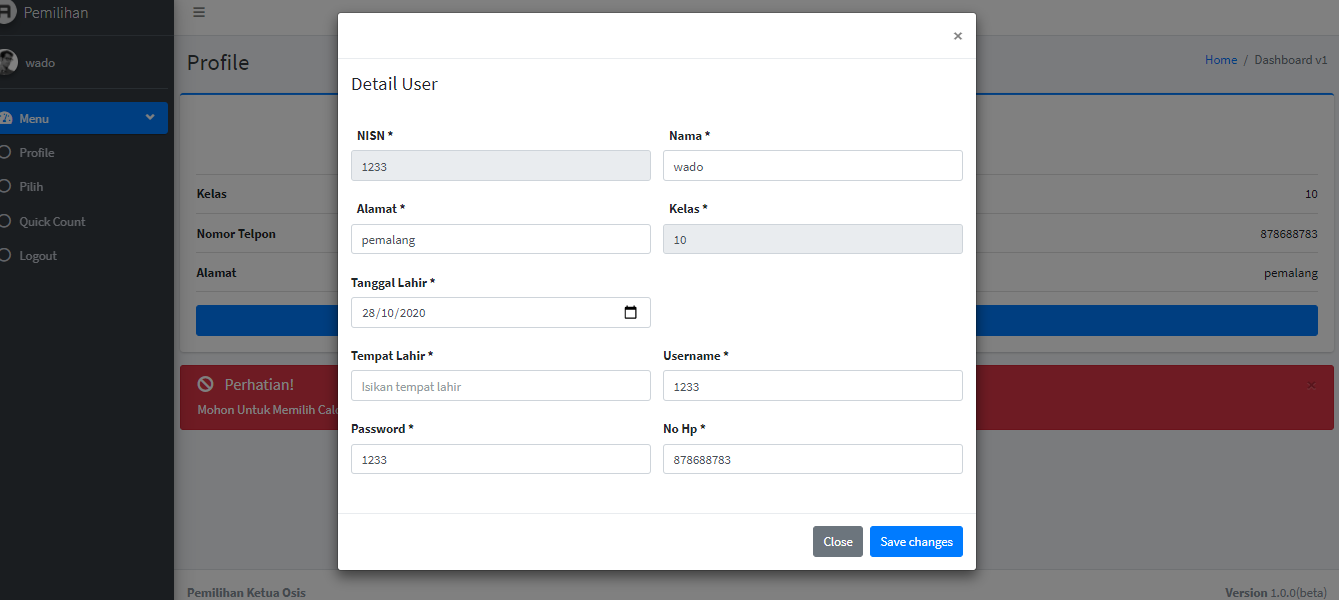 Pemilihan
wado
Menu
Profile
Pilih
Quick Count
Logout
Profile
Home / Dashboard v1
Kelas 10
Nomor Telpon 878688783
Alamat pemalang
Perhatian!
×
Mohon Untuk Memilih
×
Detail User
NISN * Nama *
1233 wado
Alamat * Kelas *
pemalang 10
Tanggal Lahir *
28/10/2020
Tempat Lahir * Username *
Isikan tempat lahir 1233
Password * No Hp *
1233 878688783
Close Save changes
Pemilihan Ketua Osis
Version 1.0.0(beta)